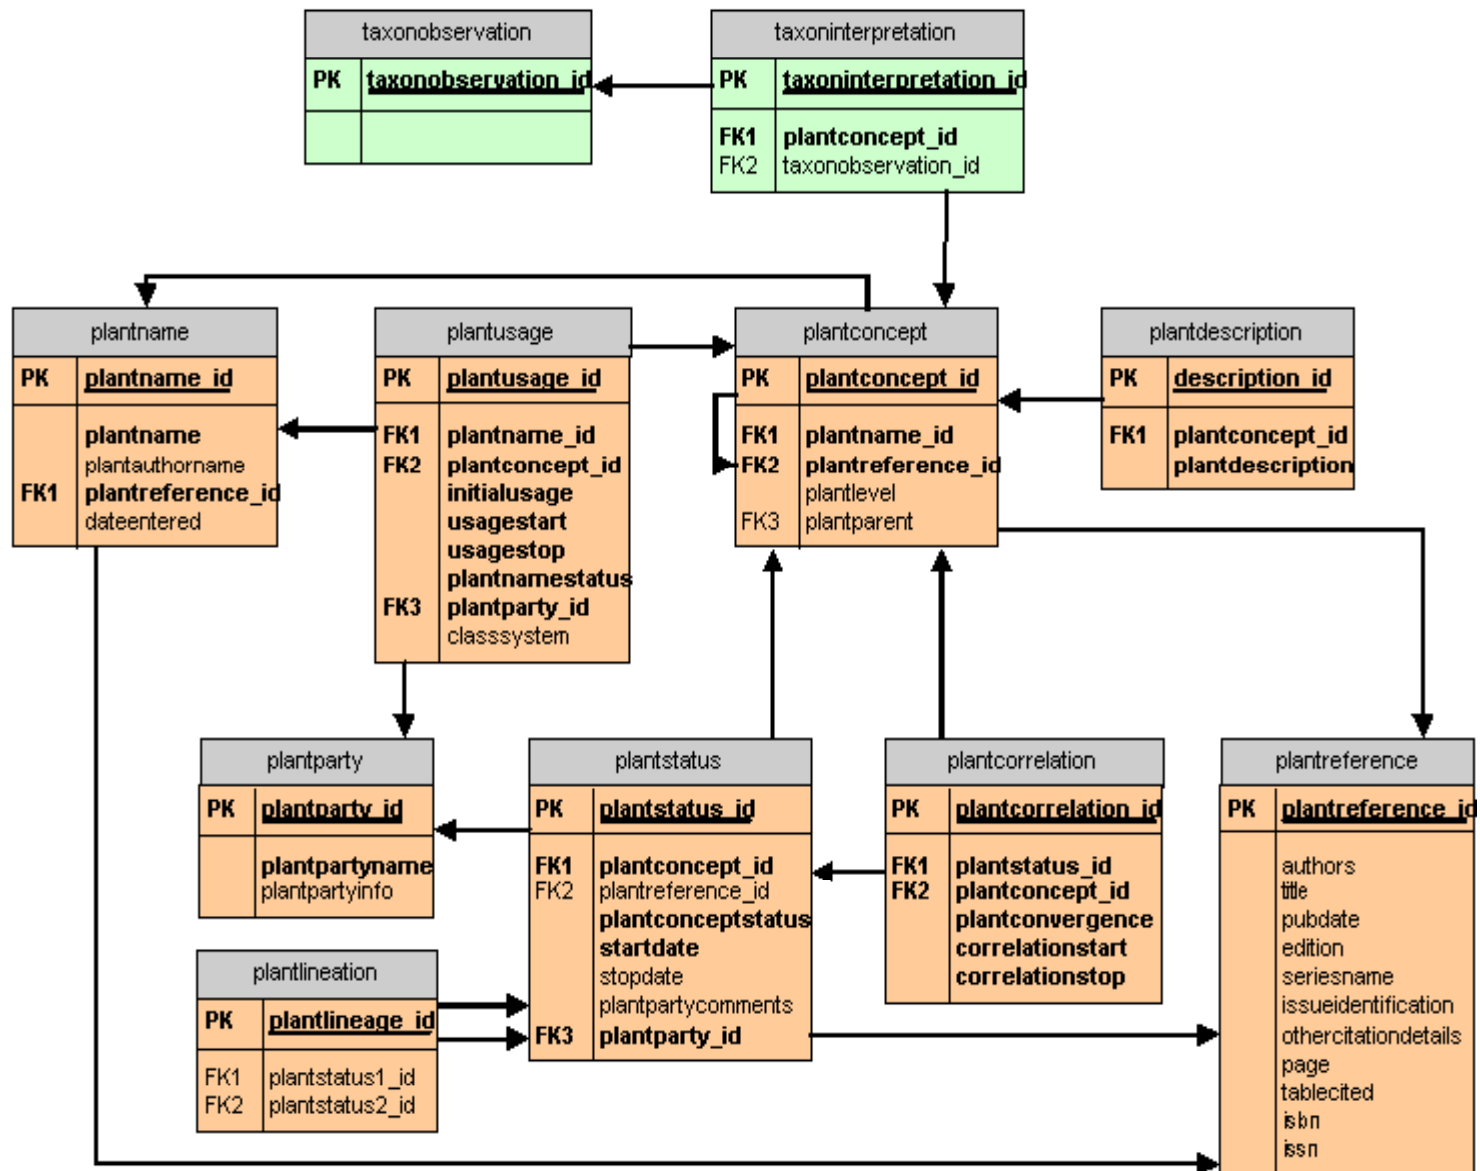 taxonobservation
PK taxonobservation_id
taxoninterpretation
PK taxoninterpretation_id
FK1 plantconcept_id
FK2 taxonobservation_id
plantname
PK plantname_id
plantname
plantauthorname
FK1 plantreference_id
dateentered
plantusage
PK plantusage_id
FK1 plantname_id
FK2 plantconcept_id
initialusage
usagestart
usagestop
plantnamestatus
FK3 plantparty_id
classsystem
plantconcept
PK plantconcept_id
FK1 plantname_id
FK2 plantreference_id
plantlevel
FK3 plantparent
plantdescription
PK description_id
FK1 plantconcept_id
plantdescription
plantparty
PK plantparty_id
plantpartyname
plantpartyinfo
plantstatus
PK plantstatus_id
FK1 plantconcept_id
FK2 plantreference_id
plantconceptstatus
startdate
stopdate
plantpartycomments
FK3 plantparty_id
plantcorrelation
PK plantcorrelation_id
FK1 plantstatus_id
FK2 plantconcept_id
plantconvergence
correlationstart
correlationstop
plantreference
PK plantreference_id
authors
title
pubdate
edition
seriesname
issueidentification
othercitationdetails
page
tablecited
isbn
issn
plantlineation
PK plantlineage_id
FK1 plantstatus1_id
FK2 plantstatus2_id